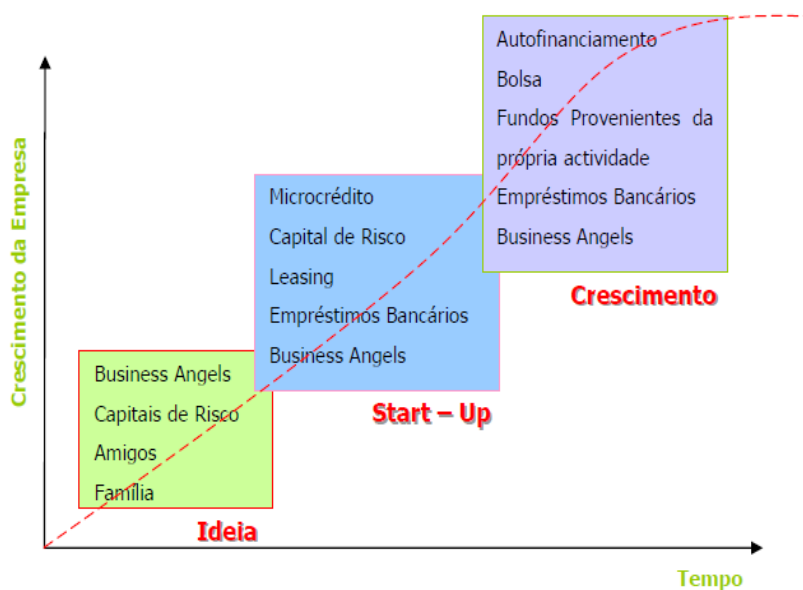 Autofinanciamento
Bolsa
Fundos Provenientes da
própria actividade
Empréstimos Bancários
Business Angels
Crescimento
Microcrédito
Capital de Risco
Leasing
Empréstimos Bancários
Business Angels
Start – Up
Business Angels
Capitais de Risco
Amigos
Família
Ideia
Crescimento da Empresa
Tempo